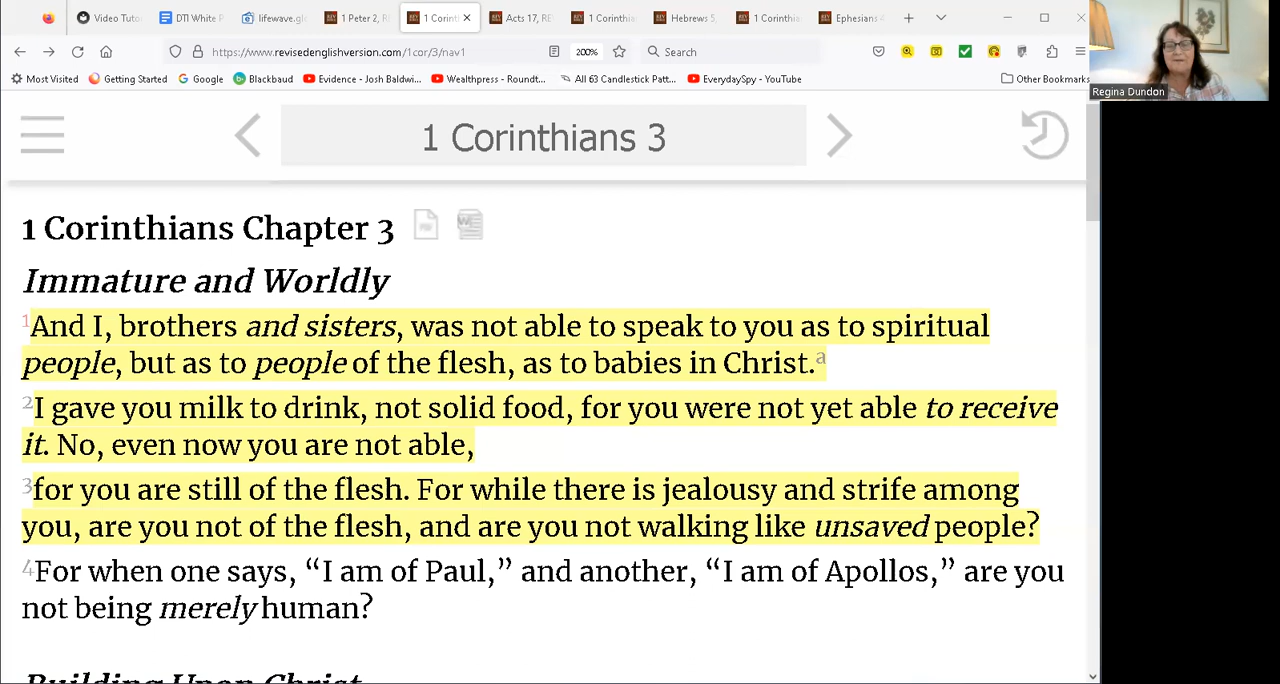 Video Tuto
DTI White P
lifewave.gl
1 Peter 2, RE
1 Corinth
Acts 17, RE
1 Corinthia
Hebrews 5,
1 Corinthia
Ephesians 4
https://www.revisedenglishversion.com/1cor/3/nav1
200%
Search
Most Visited
Getting Started
Google
Blackbaud
Evidence - Josh Baldwi...
Wealthpress - Roundt...
All 63 Candlestick Patt...
EverydaySpy - YouTube
Other Bookmarks
Regina Dundon
1 Corinthians 3
1 Corinthians Chapter 3
Immature and Worldly
1And I, brothers and sisters, was not able to speak to you as to spiritual
people, but as to people of the flesh, as to babies in Christ.a
2I gave you milk to drink, not solid food, for you were not yet able to receive
it. No, even now you are not able,
3for you are still of the flesh. For while there is jealousy and strife among
you, are you not of the flesh, and are you not walking like unsaved people?
4For when one says, “I am of Paul,” and another, “I am of Apollos,” are you
not being merely human?
Building Upon Christ